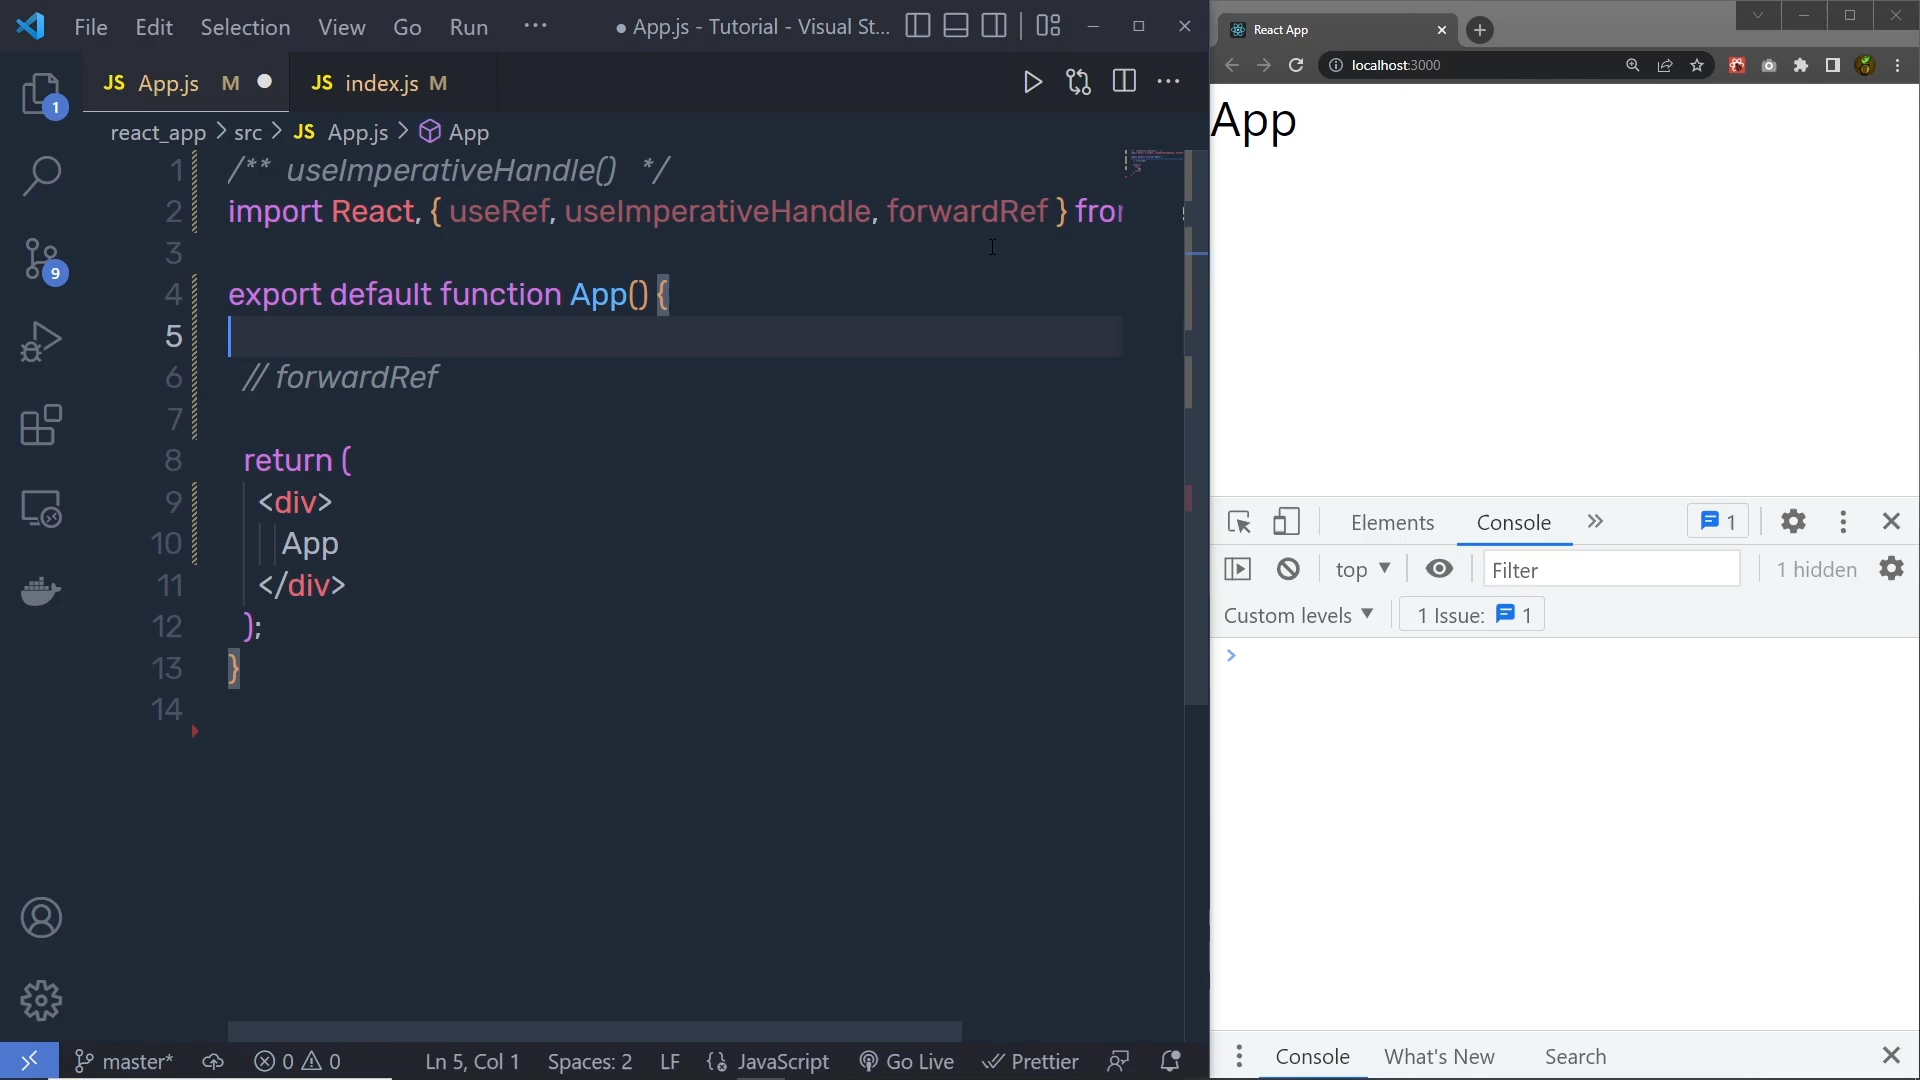 File Edit Selection View Go Run ··· ● App.js - Tutorial - Visual St...
JS App.js M ● JS index.js M
react_app > src > JS App.js > App
1 /** useImperativeHandle() */
2 import React, { useRef, useImperativeHandle, forwardRef } fror
3
4 export default function App() {
5
6 // forwardRef
7
8 return (
9 <div>
10 App
11 </div>
12 );
13 }
14
1
9
master* 0 0 Ln 5, Col 1 Spaces: 2 LF {} JavaScript Go Live Prettier
React App
localhost:3000
App
Elements Console » 1
top ▼ Filter 1 hidden
Custom levels ▼ 1 Issue: 1
>
Console What's New Search